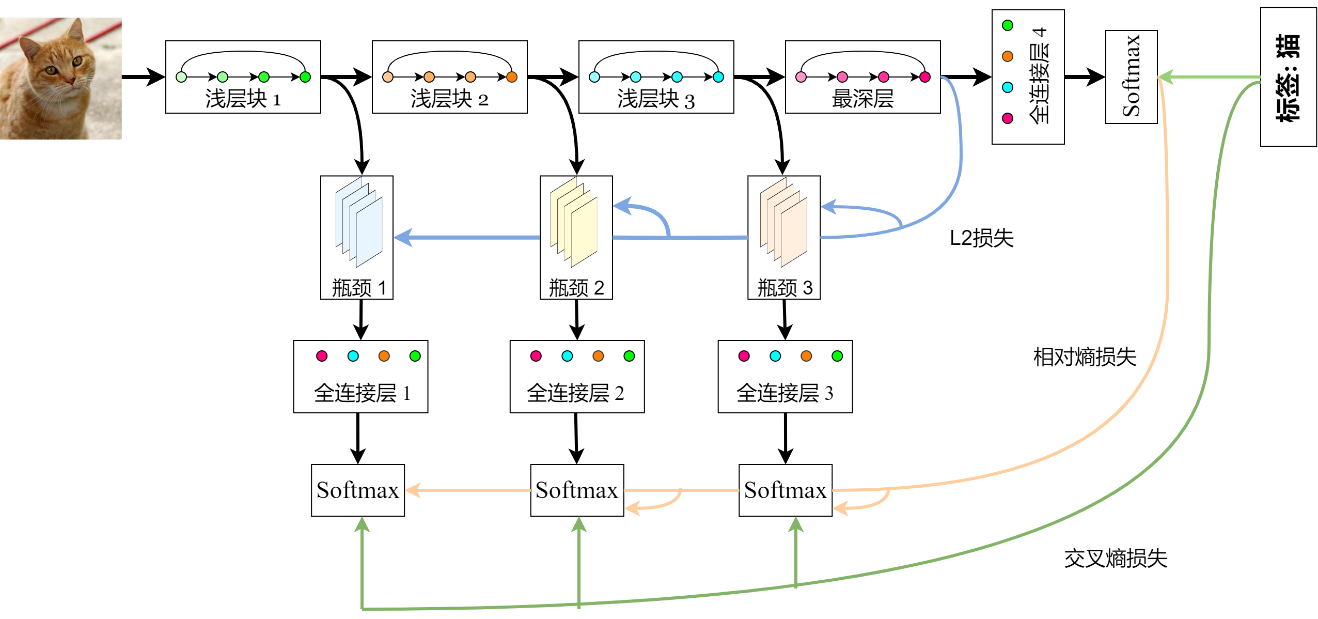 浅层块 1
浅层块 2
浅层块 3
最深层
全连接层 4
Softmax
标签: 猫
瓶颈 1
瓶颈 2
瓶颈 3
L2损失
全连接层 1
全连接层 2
全连接层 3
相对熵损失
Softmax
Softmax
Softmax
交叉熵损失